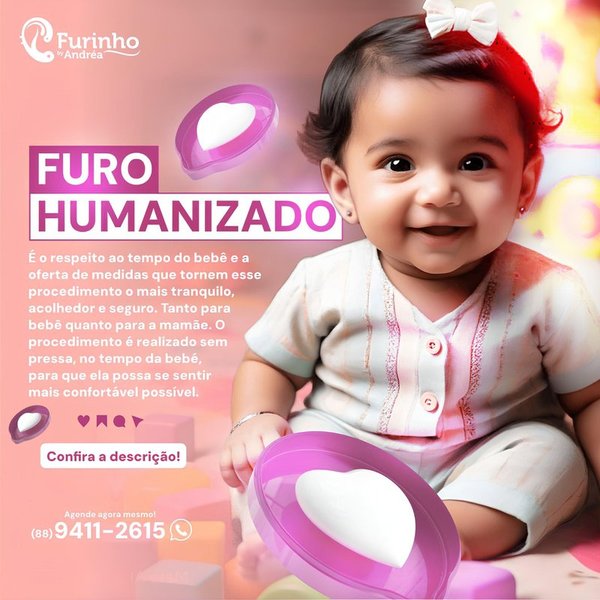 Furinho
by Andréa
FURO
HUMANIZADO
É o respeito ao tempo do bebê e a
oferta de medidas que tornem esse
procedimento o mais tranquilo,
acolhedor e seguro. Tanto para
bebê quanto para a mamãe. O
procedimento é realizado sem
pressa, no tempo da bebé,
para que ela possa se sentir
mais confortável possível.
Confira a descrição!
Agende agora mesmo!
(88) 9411-2615